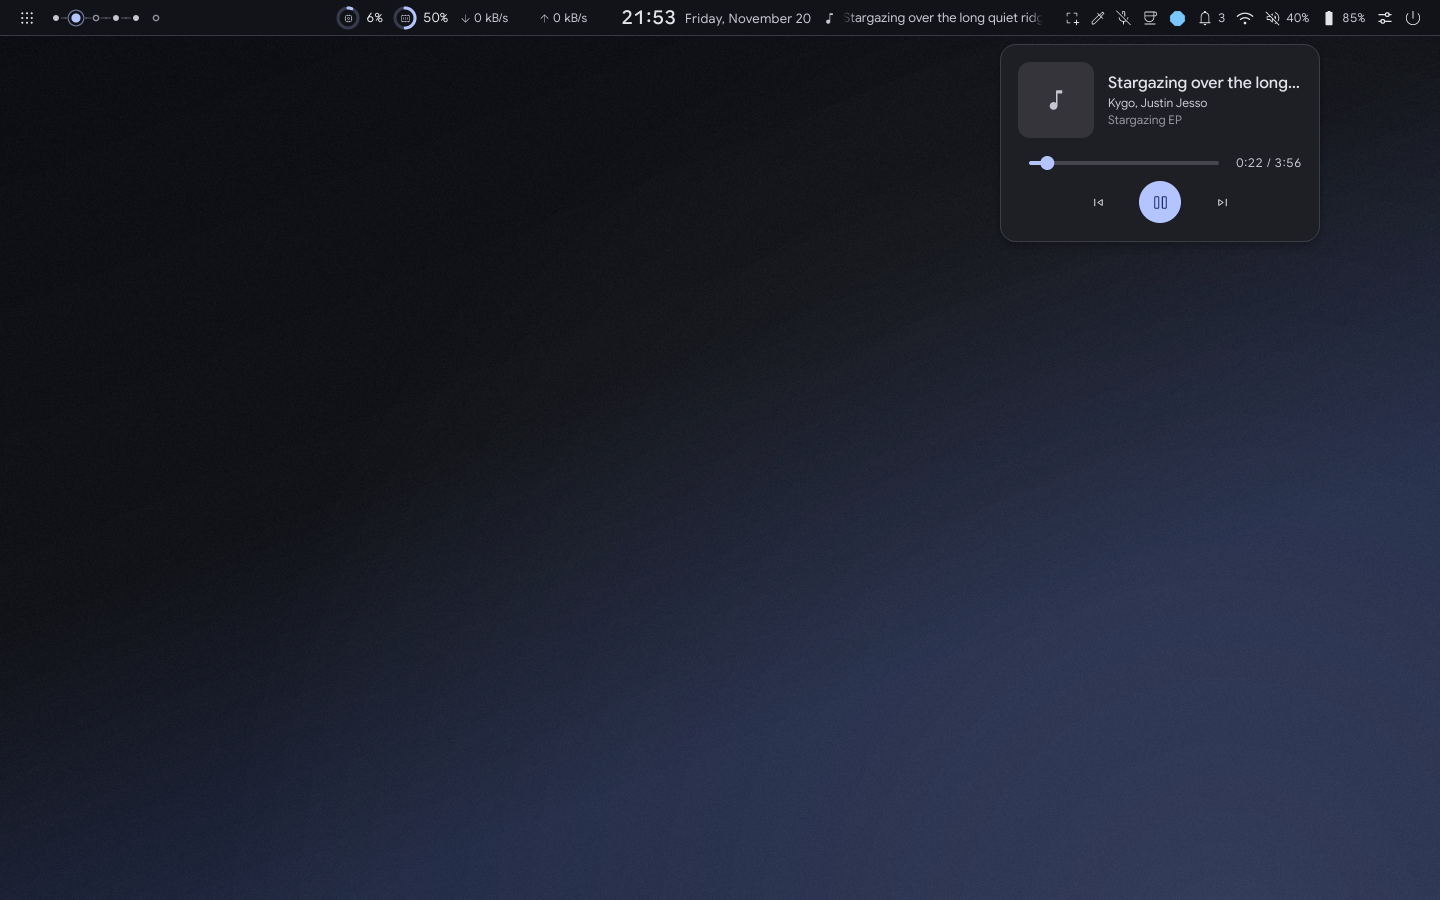 6%
50%
↓ 0 kB/s
↑ 0 kB/s
21:53 Friday, November 20
Stargazing over the long quiet
3
40%
85%
Stargazing over the long...
Kygo, Justin Jesso
Stargazing EP
0:22 / 3:56